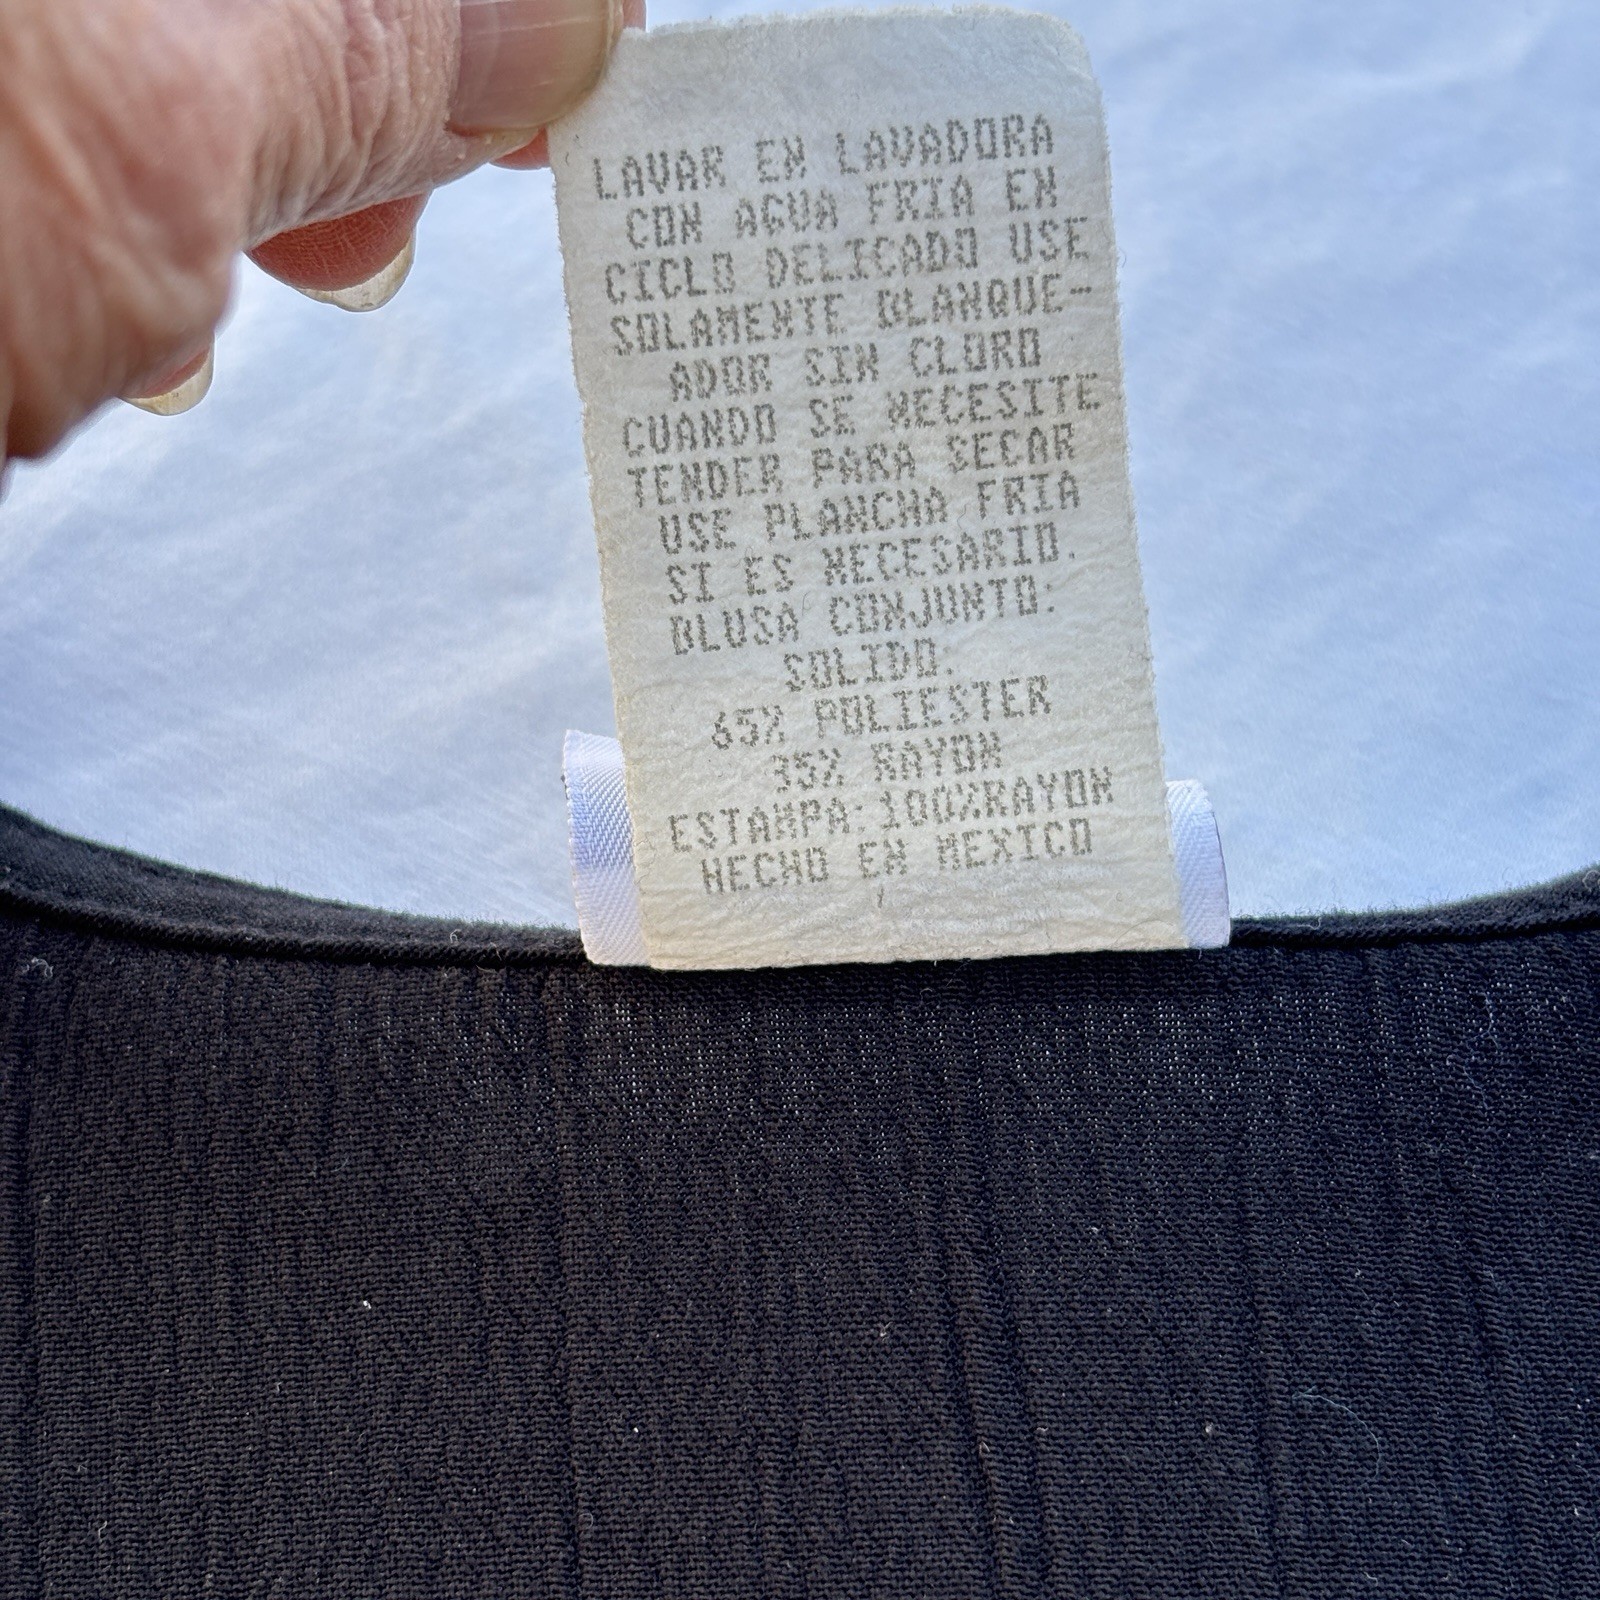 LAVAR EN LAVADORA
CON AGUA FRIA EN
CICLO DELICADO USE
SOLAMENTE BLANQUE-
ADOR SIN CLORO
CUANDO SE NECESITE
TENDER PARA SECAR
USE PLANCHA FRIA
SI ES NECESARIO.
BLUSA CONJUNTO:
SOLIDO:
65% POLIESTER
35% RAYON
ESTAMPA:100%RAYON
HECHO EN MEXICO